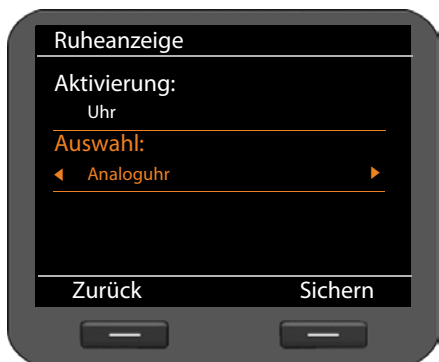 Ruheanzeige
Aktivierung:
Uhr
Auswahl:
Analoguhr
Zurück Sichern